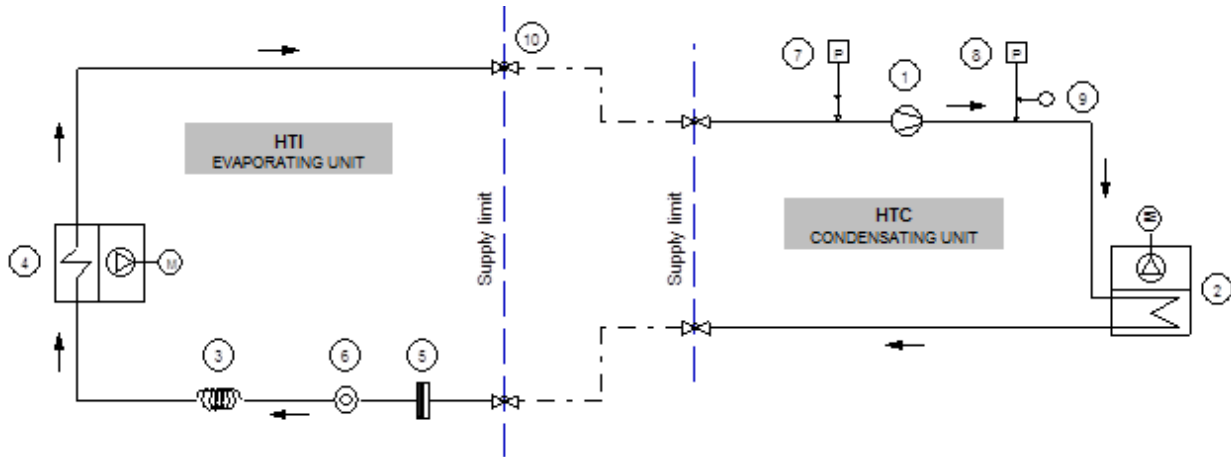 10
7
P
8
P
1
9
HTI
EVAPORATING UNIT
Supply limit
Supply limit
HTC
CONDENSATING UNIT
M
4
M
2
3
6
5